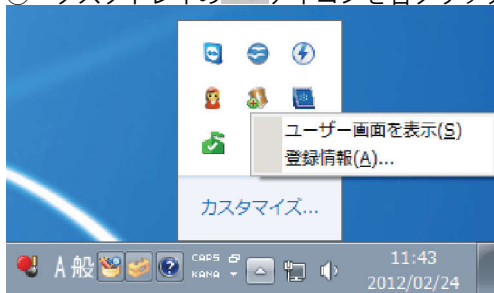 ユーザー画面を表示(S)
登録情報(A)...
カスタマイズ...
A 般
CAPS
KANA
11:43
2012/02/24